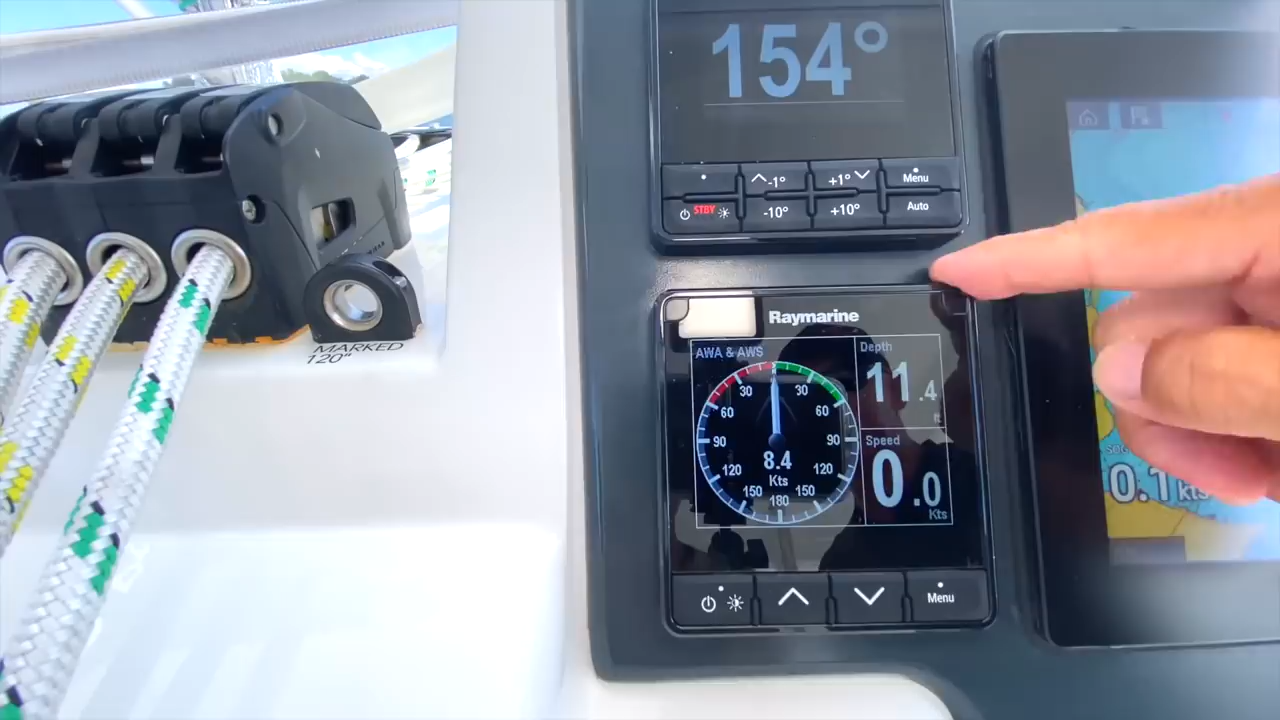 154°
-1°
+1°
Menu
STBY
-10°
+10°
Auto
Raymarine
AWA & AWS
Depth
11.4
ft
30
30
60
60
90
90
120
120
150
150
180
8.4
Kts
Speed
0.0
Kts
Menu
MARKED
120"
SOG
0.1 kts